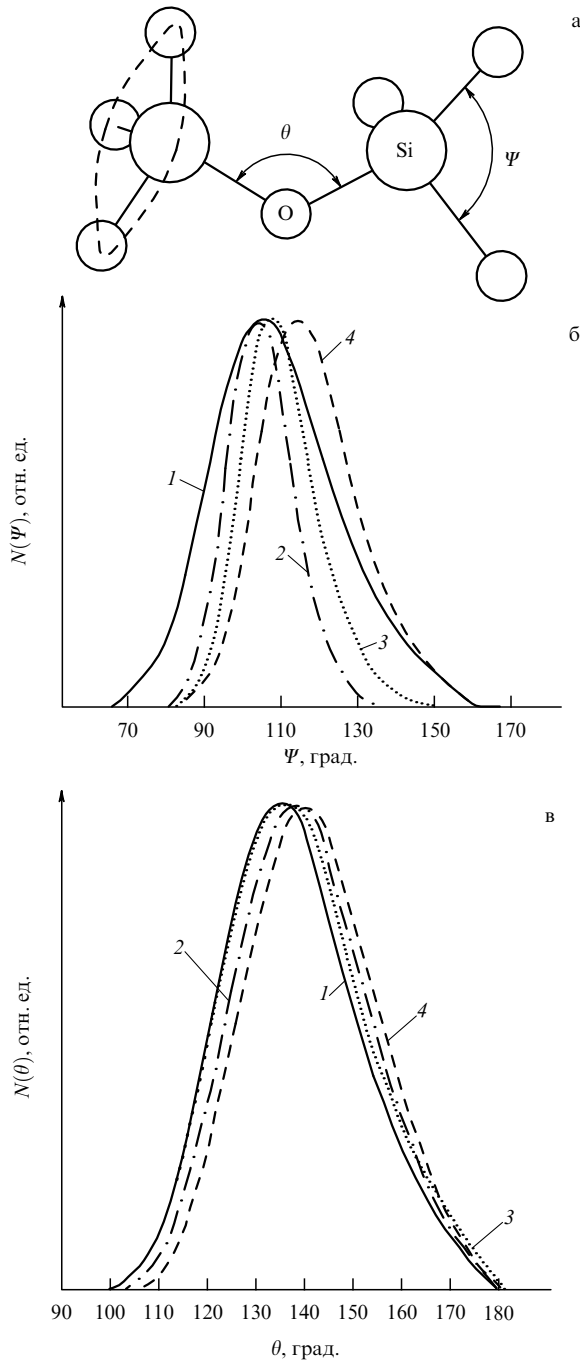 а
θ
Si
Ψ
O
б
4
1
N(Ψ), отн. ед.
2
3
70 90 110 130 150 170
Ψ, град.
в
2
1
4
N(θ), отн. ед.
3
90 100 110 120 130 140 150 160 170 180
θ, град.